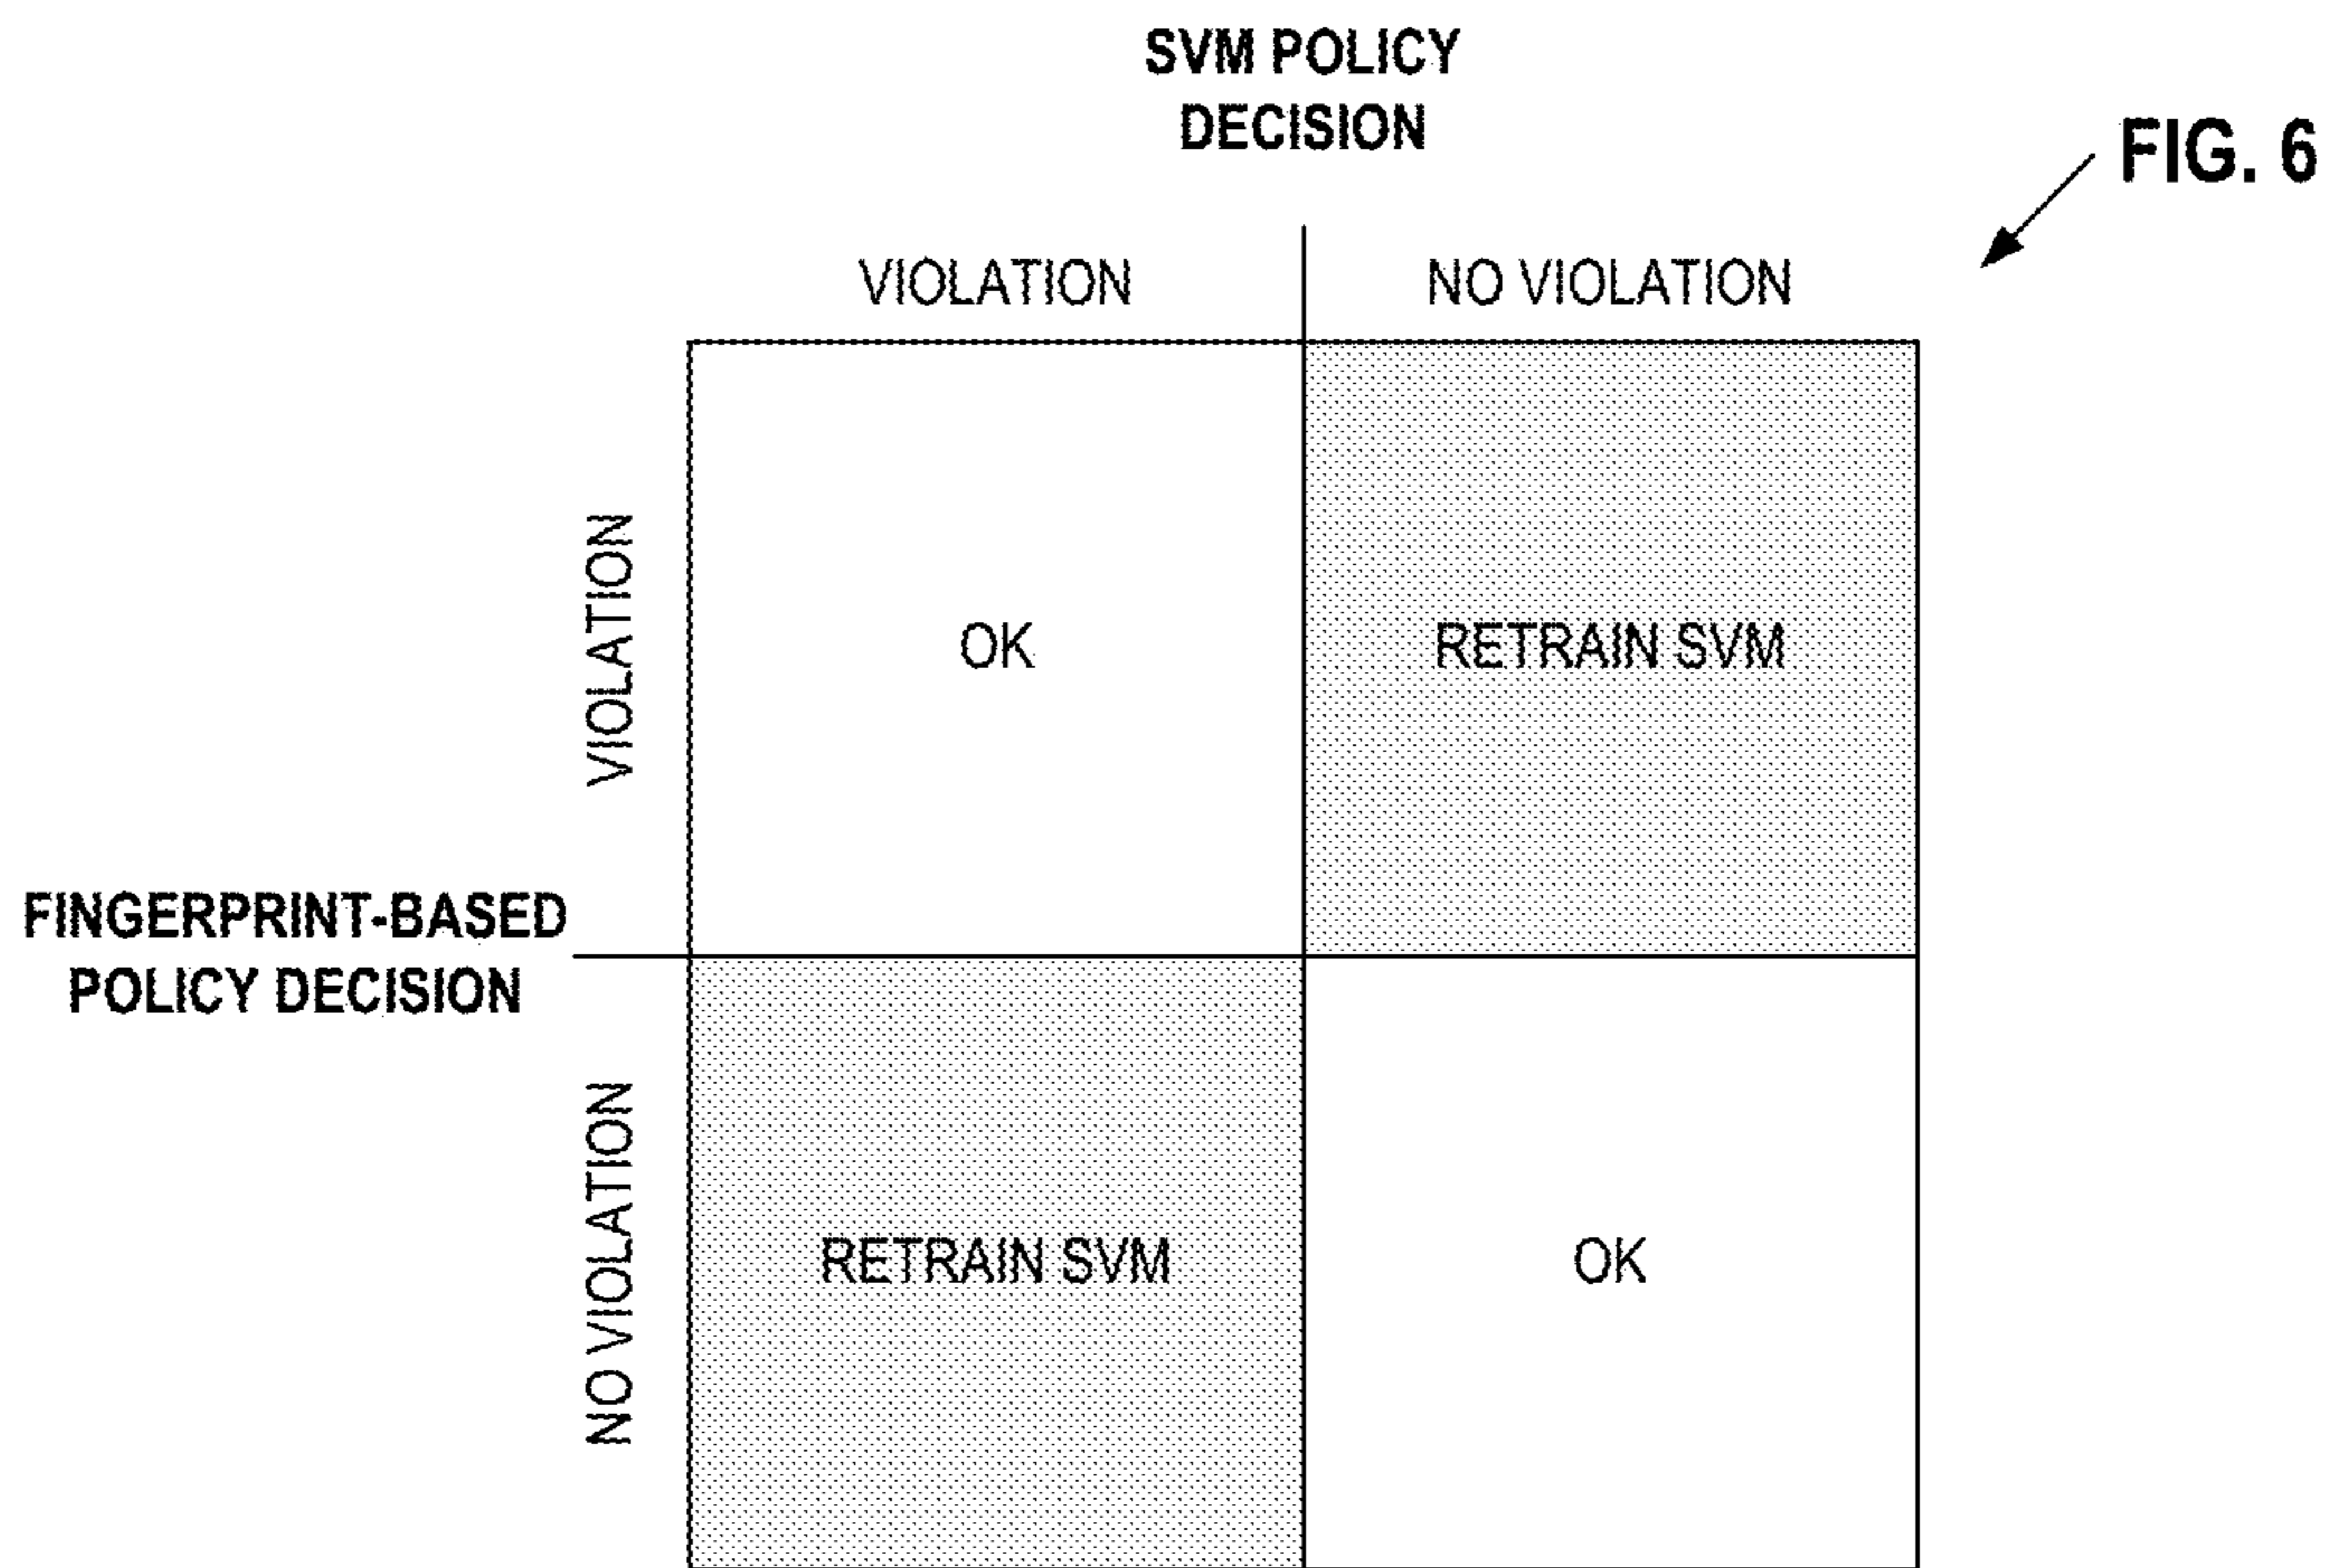 SVM POLICY
DECISION
FIG. 6
VIOLATION
NO VIOLATION
VIOLATION
OK
RETRAIN SVM
FINGERPRINT-BASED
POLICY DECISION
NO VIOLATION
RETRAIN SVM
OK